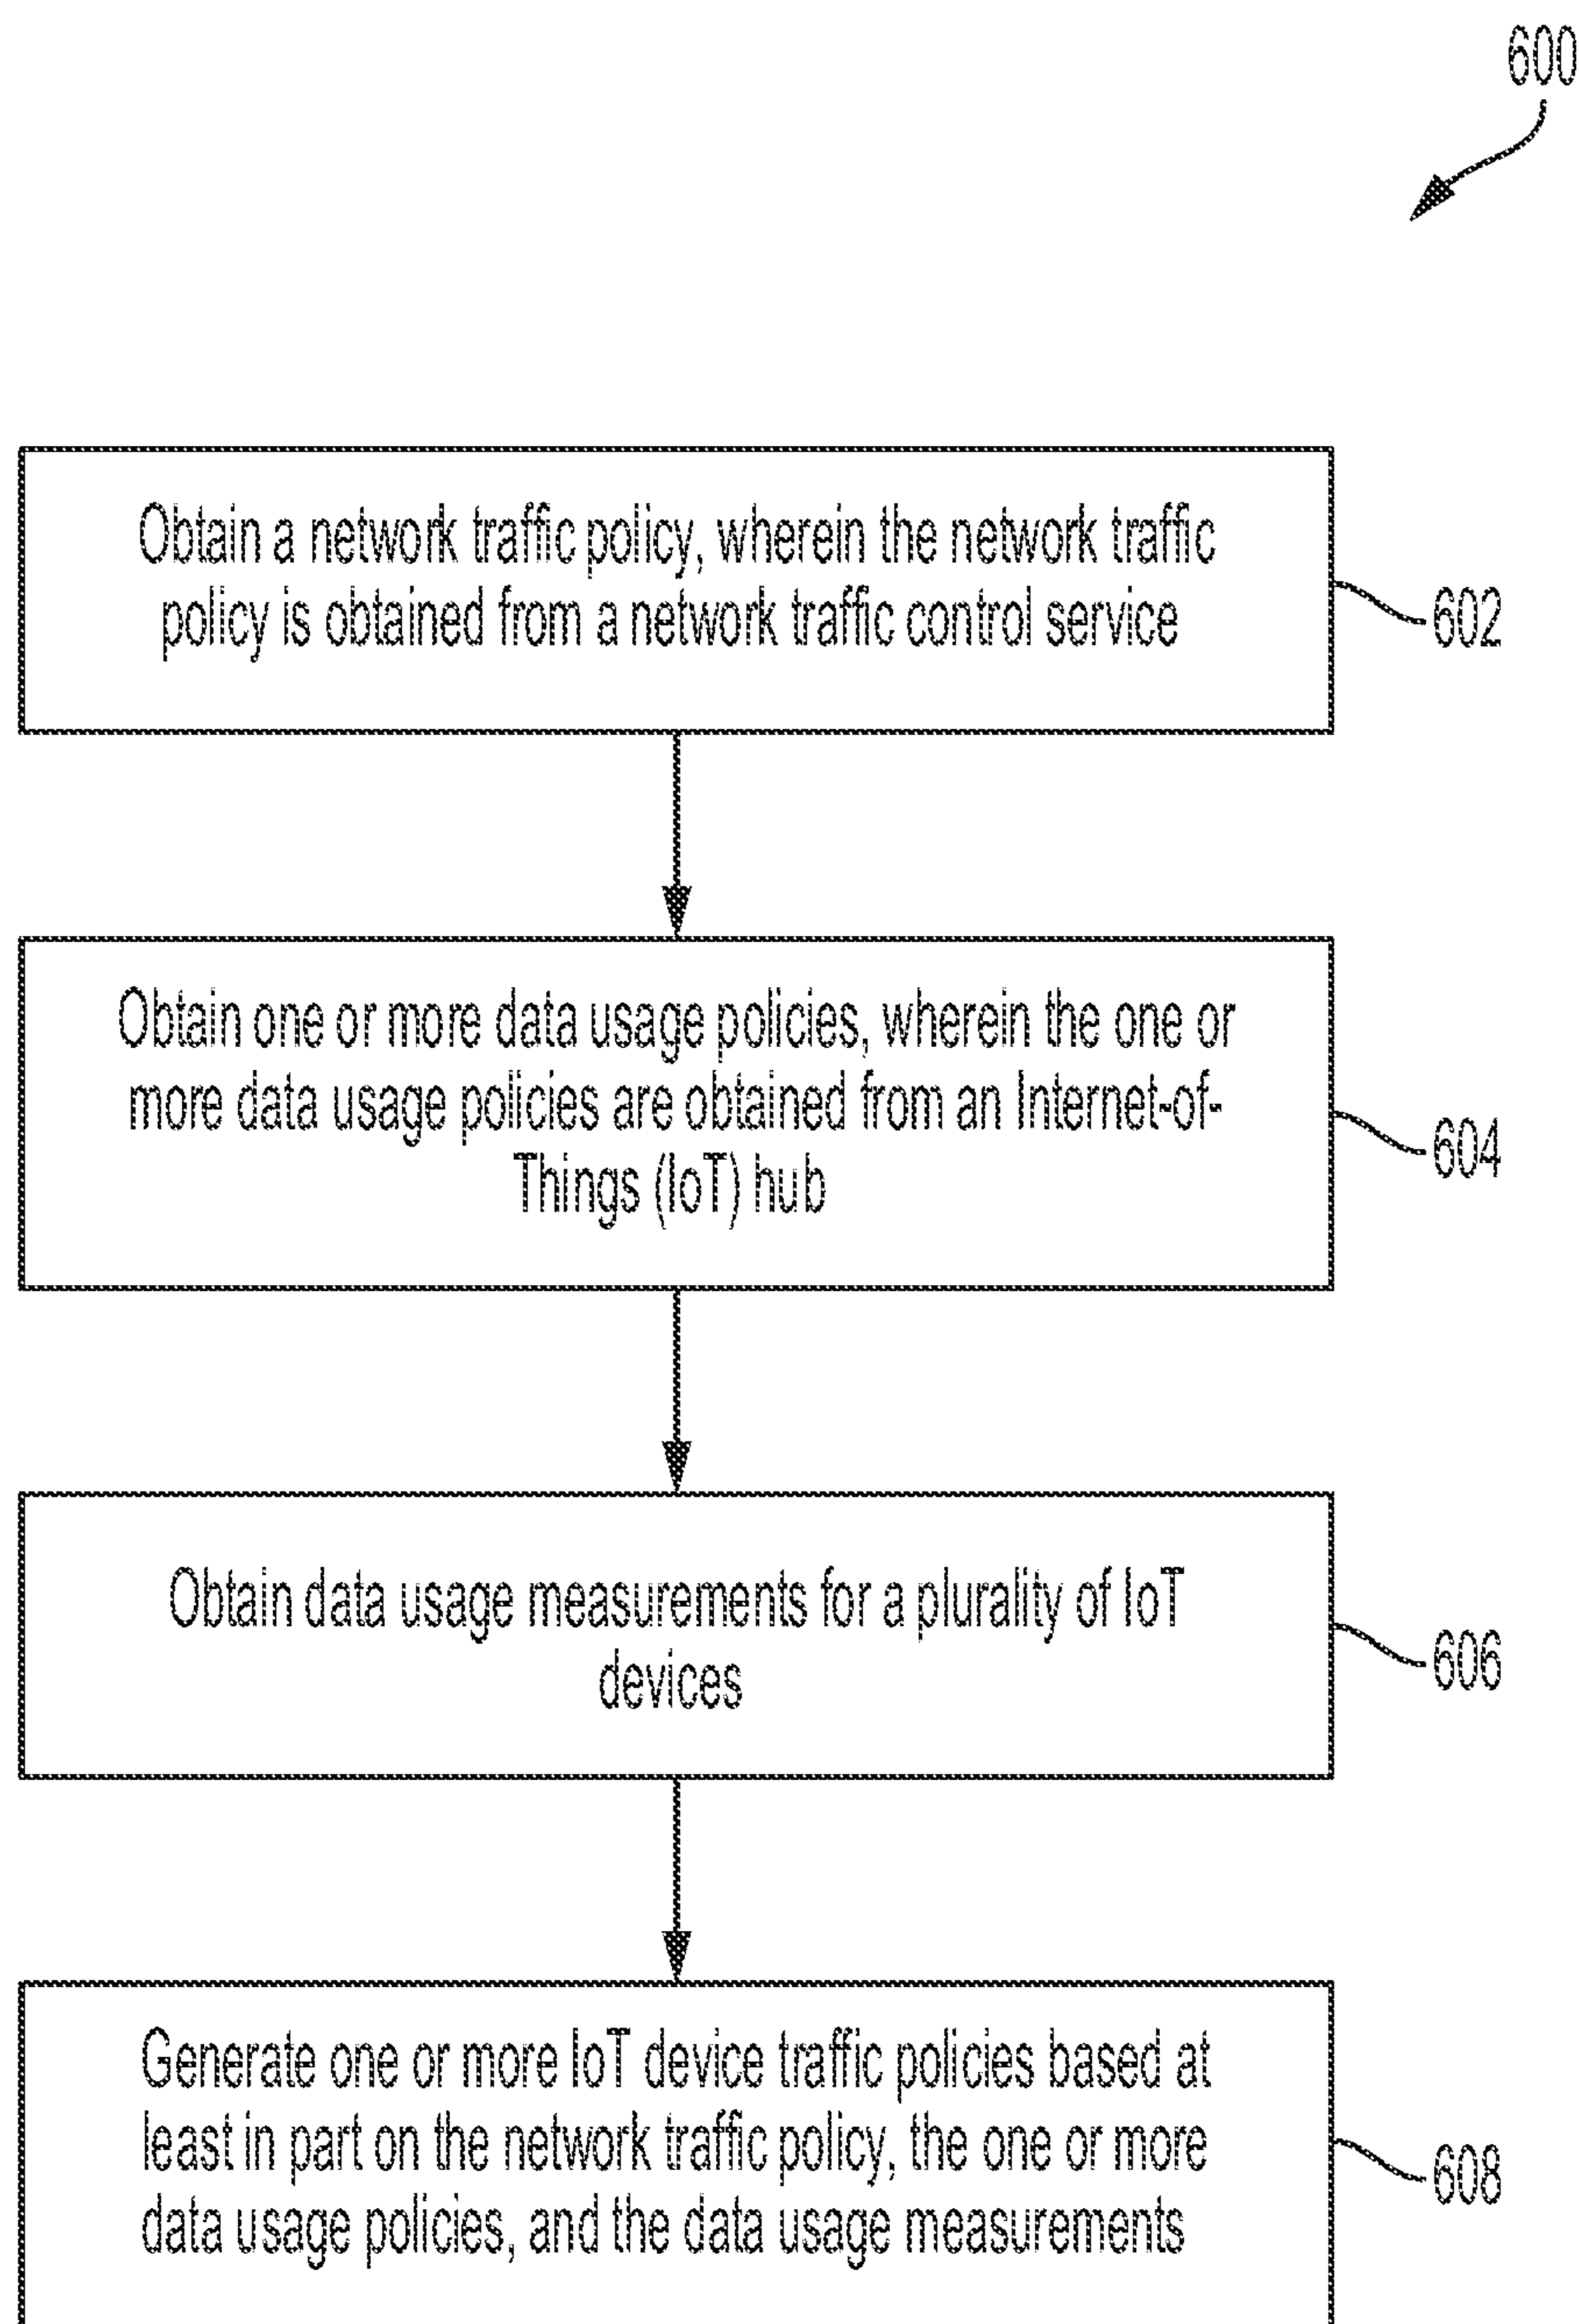 600
Obtain a network traffic policy, wherein the network traffic
policy is obtained from a network traffic control service
602
Obtain one or more data usage policies, wherein the one or
more data usage policies are obtained from an Internet-of-
Things (IoT) hub
604
Obtain data usage measurements for a plurality of IoT
devices
606
Generate one or more IoT device traffic policies based at
least in part on the network traffic policy, the one or more
data usage policies, and the data usage measurements
608